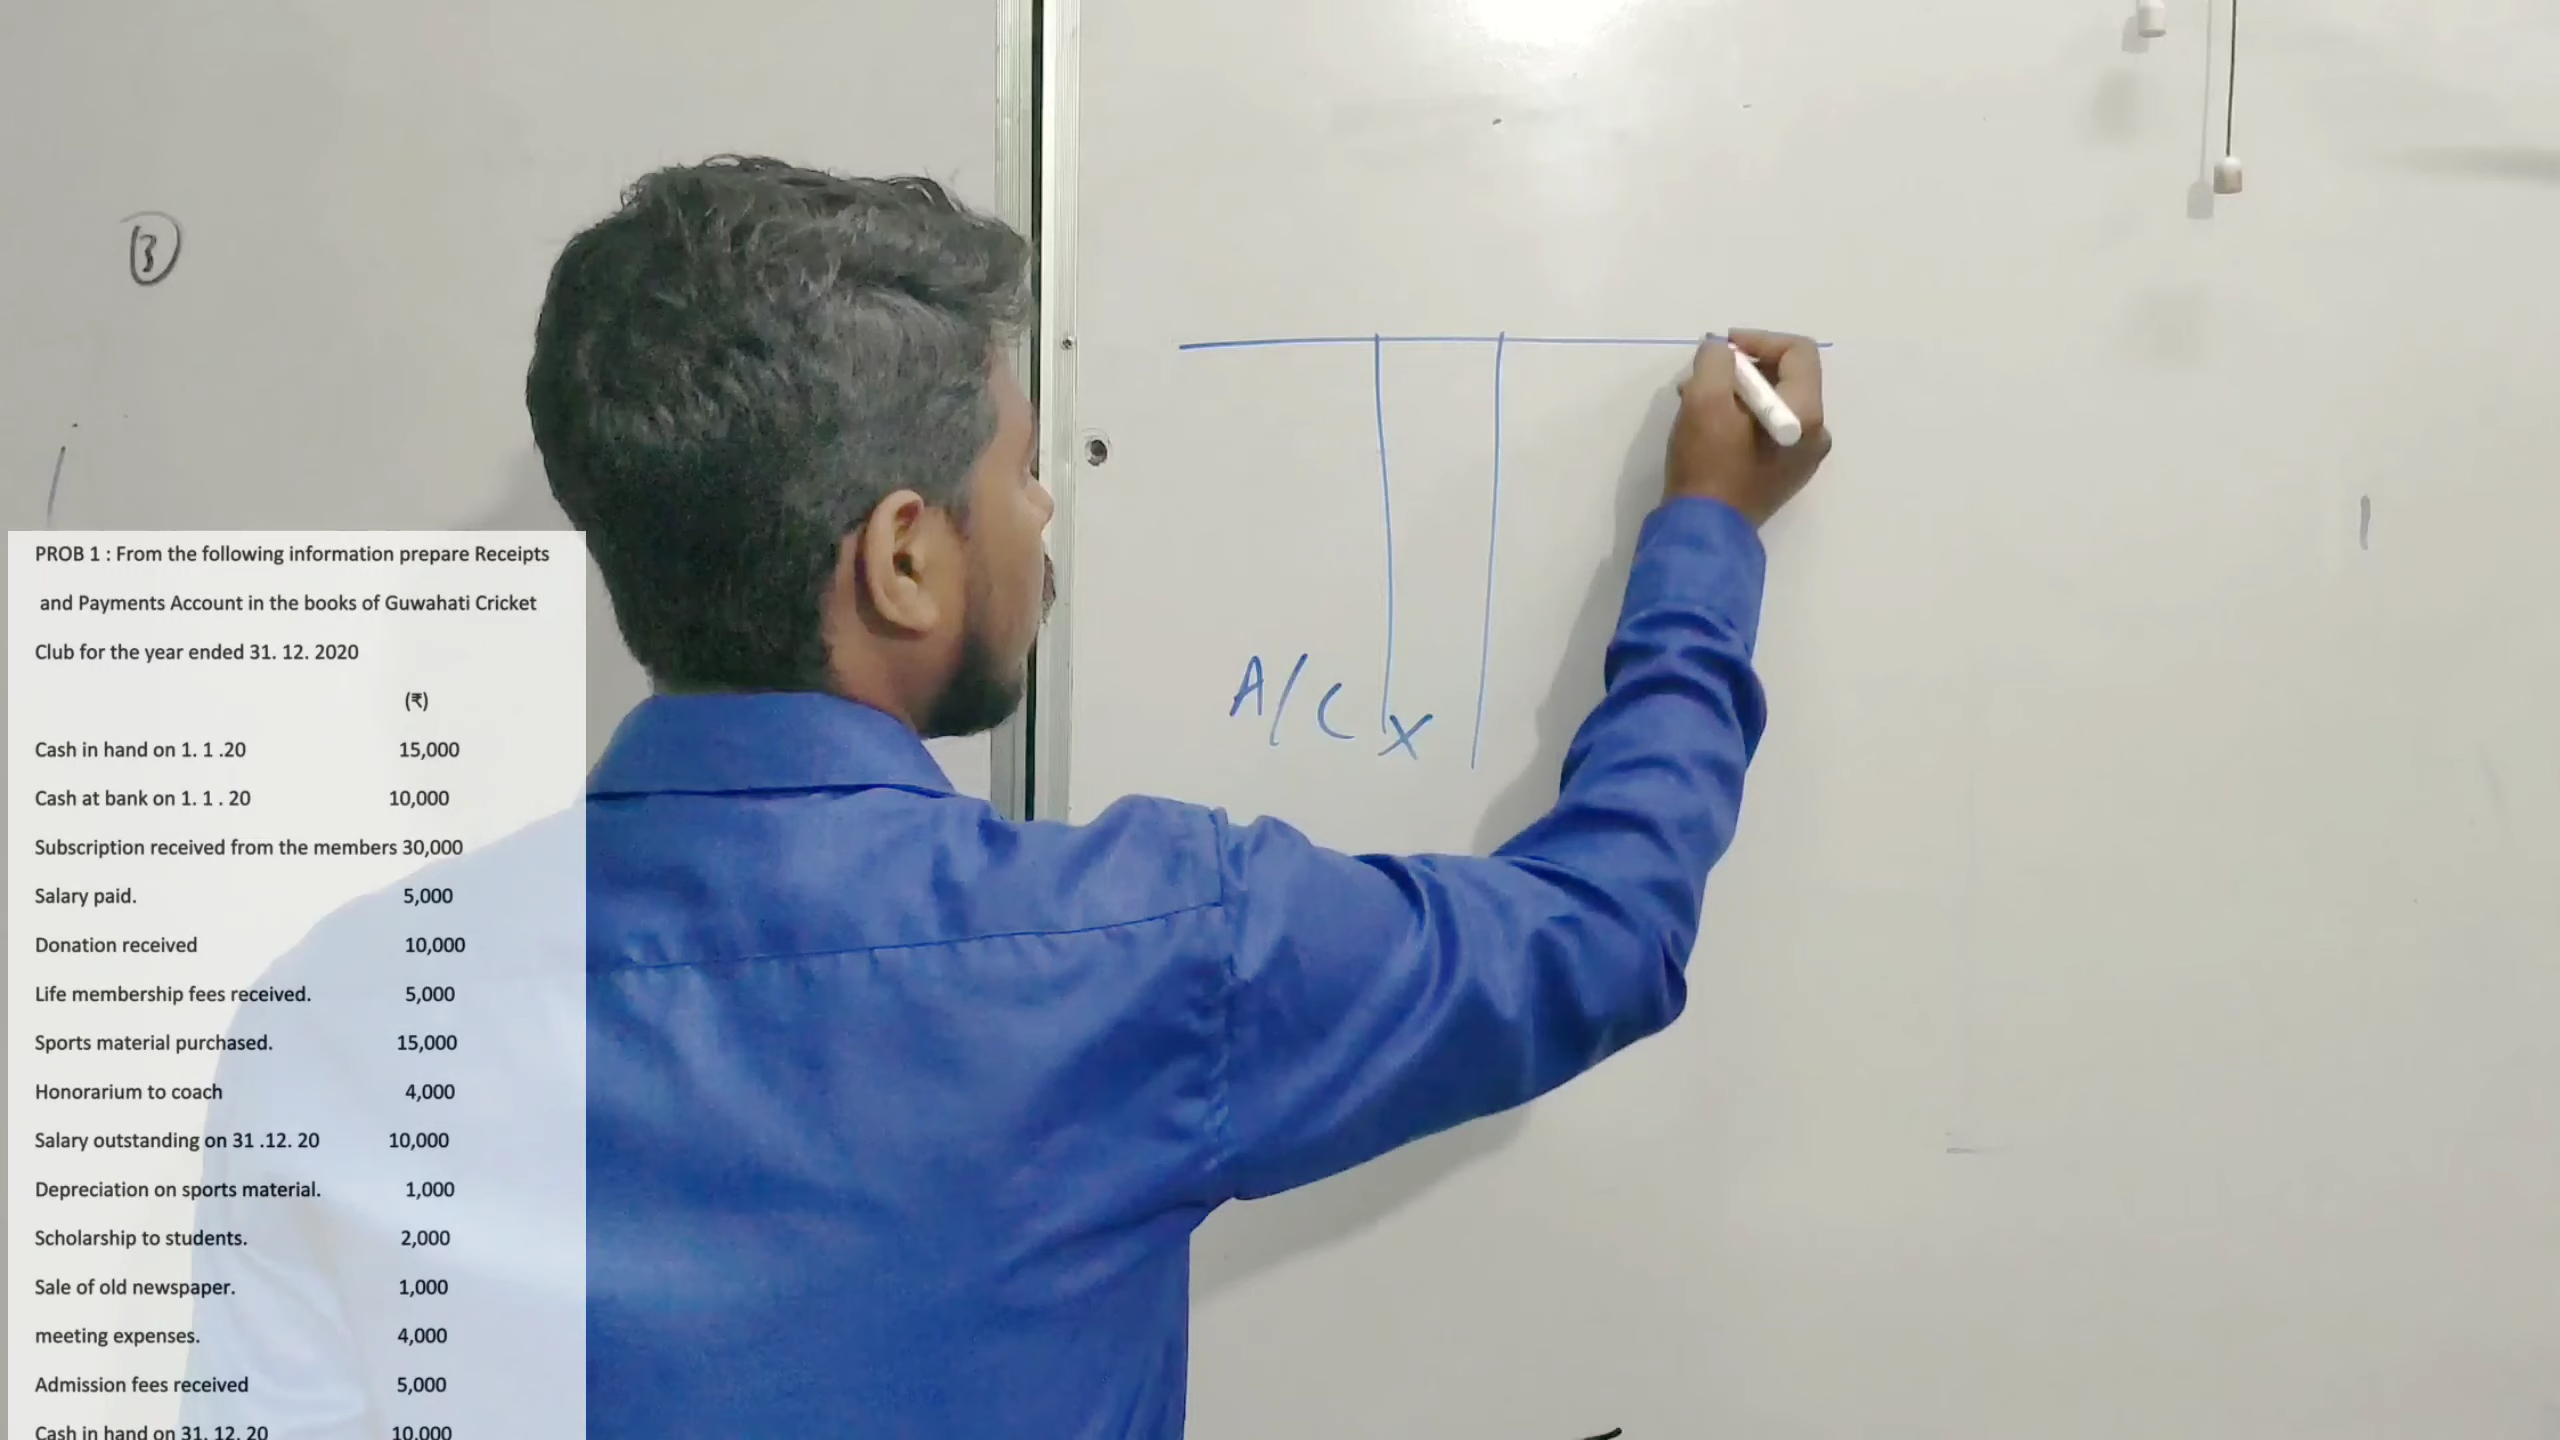 3
PROB 1 : From the following information prepare Receipts
and Payments Account in the books of Guwahati Cricket
Club for the year ended 31. 12. 2020
(₹)
Cash in hand on 1. 1 .20 15,000
Cash at bank on 1. 1 . 20 10,000
Subscription received from the members 30,000
Salary paid. 5,000
Donation received 10,000
Life membership fees received. 5,000
Sports material purchased. 15,000
Honorarium to coach 4,000
Salary outstanding on 31 .12. 20 10,000
Depreciation on sports material. 1,000
Scholarship to students. 2,000
Sale of old newspaper. 1,000
meeting expenses. 4,000
Admission fees received 5,000
Cash in hand on 31. 12. 20 10,000
A/C X